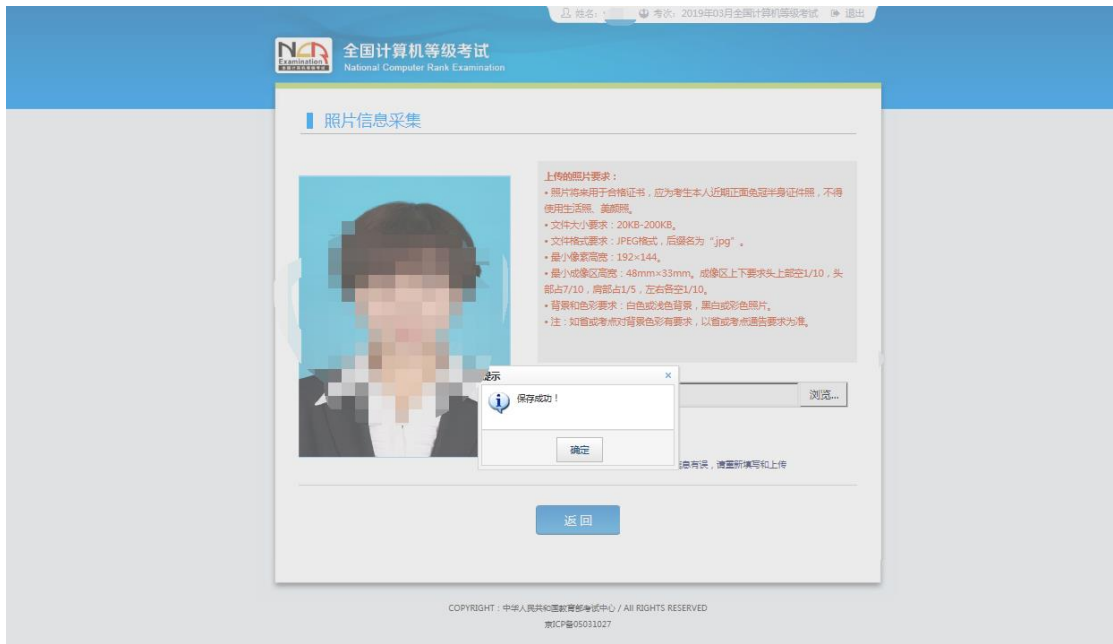 姓名：
考次：2019年03月全国计算机等级考试
退出
NCR
Examination
全国计算机等级考试
National Computer Rank Examination
照片信息采集
上传的照片要求：
• 照片将来用于合格证书，应为考生本人近期正面免冠半身证件照，不得
使用生活照、美颜照。
• 文件大小要求：20KB-200KB。
• 文件格式要求：JPEG格式，后缀名为“.jpg”。
• 最小像素高宽：192×144。
• 最小成像区高宽：48mm×33mm。成像区上下要求头上部空1/10，头
部占7/10，肩部占1/5，左右各空1/10。
• 背景和色彩要求：白色或浅色背景，黑白或彩色照片。
• 注：如省或考点对背景色彩有要求，以省或考点通告要求为准。
提示
×
保存成功！
浏览...
确定
息有误，请重新填写和上传
返回
COPYRIGHT：中华人民共和国教育部考试中心 / All RIGHTS RESERVED
京ICP备05031027